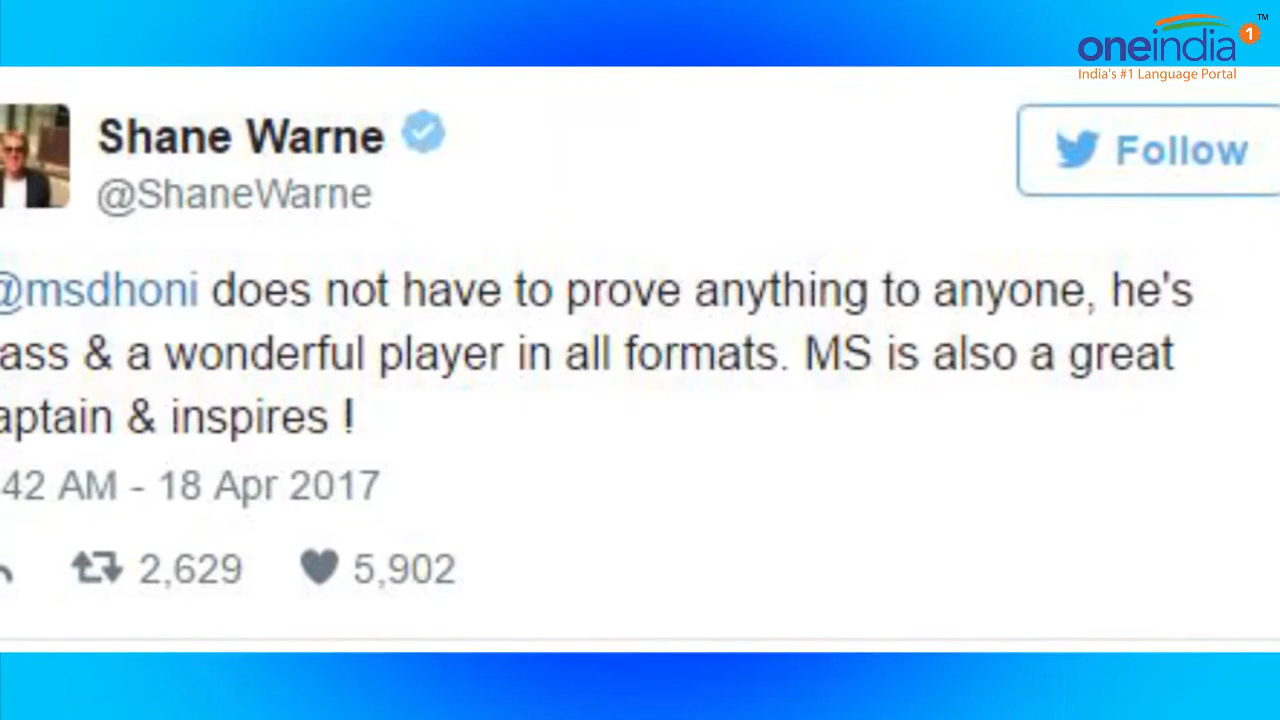 oneindia 1 TM
India's #1 Language Portal
Shane Warne
@ShaneWarne
Follow
@msdhoni does not have to prove anything to anyone, he's
ass & a wonderful player in all formats. MS is also a great
aptain & inspires !
42 AM - 18 Apr 2017
2,629 5,902